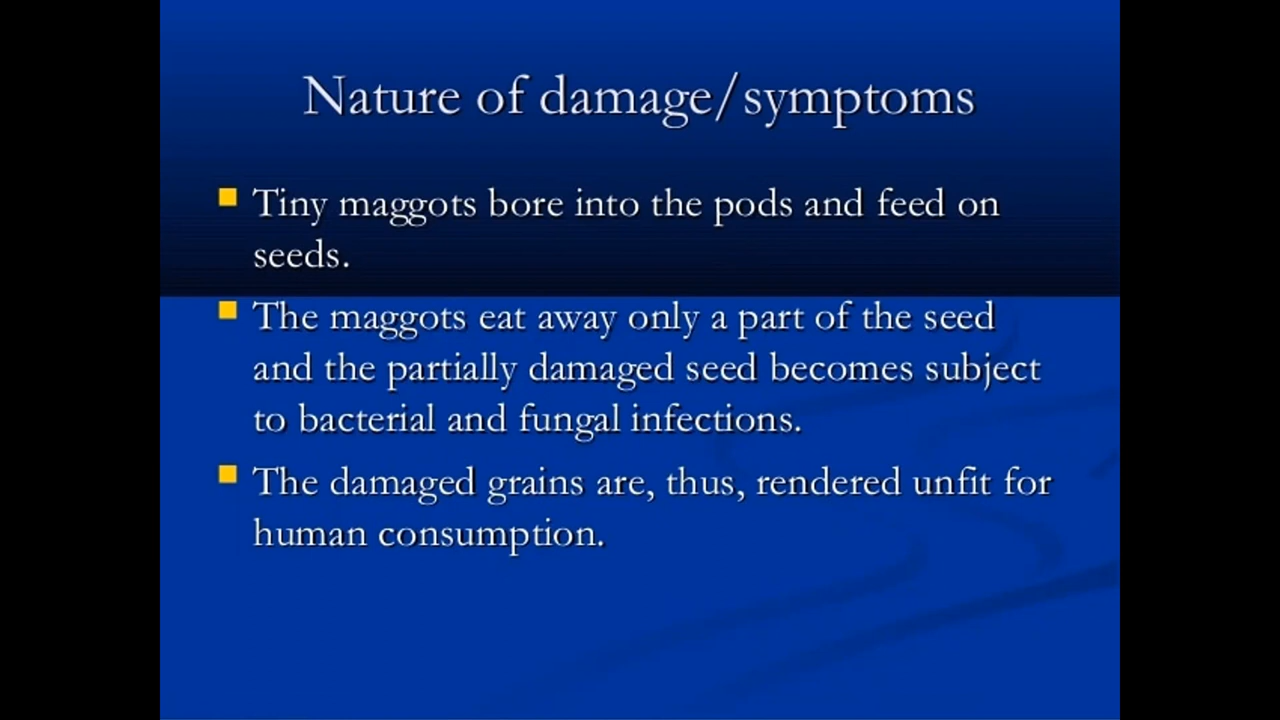 Nature of damage/symptoms
Tiny maggots bore into the pods and feed on
seeds.
The maggots eat away only a part of the seed
and the partially damaged seed becomes subject
to bacterial and fungal infections.
The damaged grains are, thus, rendered unfit for
human consumption.